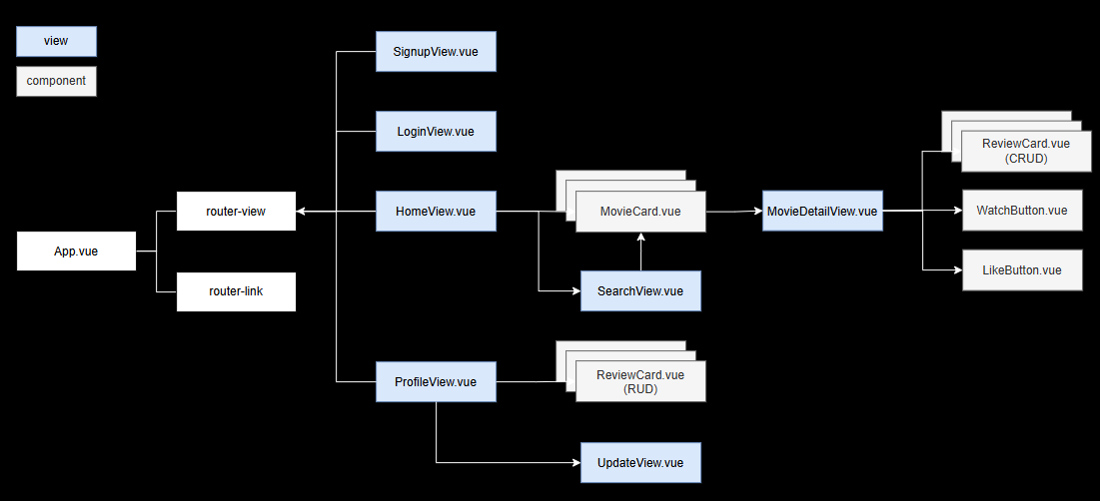 view
component
SignupView.vue
LoginView.vue
HomeView.vue
ProfileView.vue
App.vue
router-view
router-link
MovieCard.vue
SearchView.vue
ReviewCard.vue
(RUD)
UpdateView.vue
MovieDetailView.vue
ReviewCard.vue
(CRUD)
WatchButton.vue
LikeButton.vue